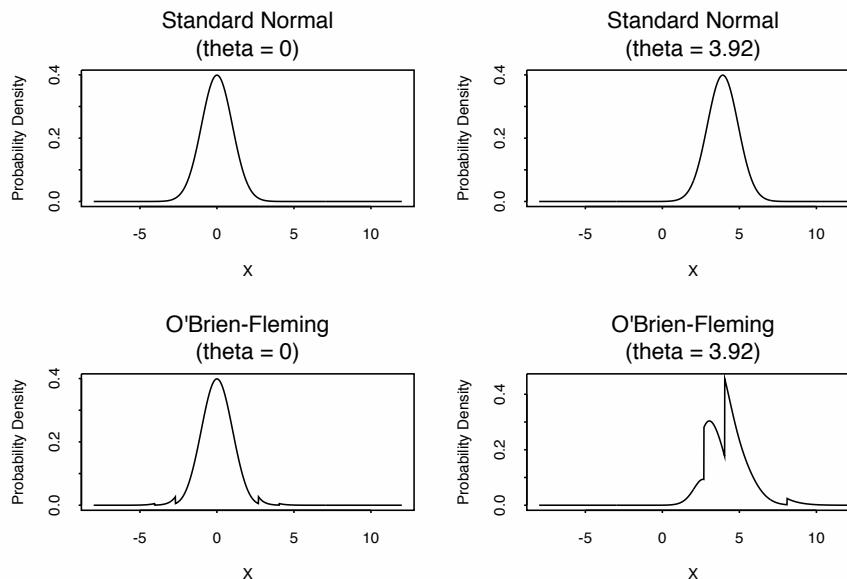 Standard Normal
(theta = 0)
Probability Density
0.0 0.2 0.4
-5 0 5 10
X
Standard Normal
(theta = 3.92)
Probability Density
0.0 0.2 0.4
-5 0 5 10
X
O'Brien-Fleming
(theta = 0)
Probability Density
0.0 0.2 0.4
-5 0 5 10
X
O'Brien-Fleming
(theta = 3.92)
Probability Density
0.0 0.2 0.4
-5 0 5 10
X